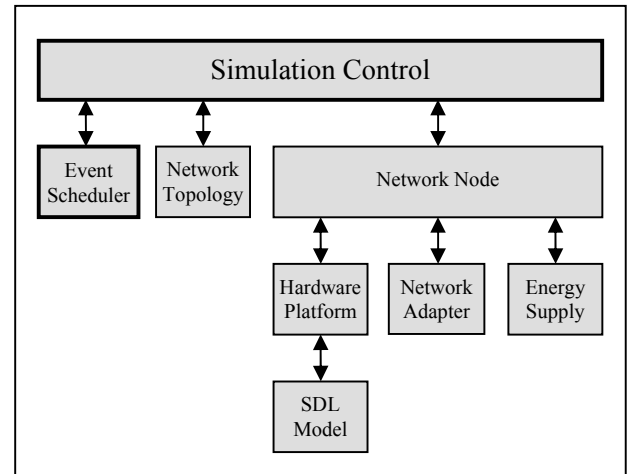 Simulation Control
Event
Scheduler
Network
Topology
Network Node
Hardware
Platform
Network
Adapter
Energy
Supply
SDL
Model